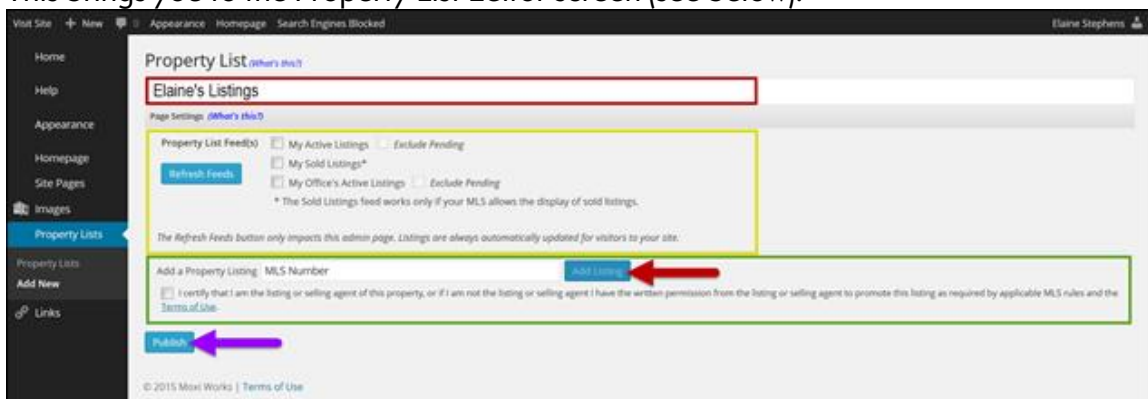 This brings you to the Property List Editor screen (see below).
Visit Site + New 0 Appearance Homepage Search Engines Blocked Elaine Stephens
Home
Help
Appearance
Homepage
Site Pages
Images
Property Lists
Property Lists
Add New
Links
Property List (What's this?)
Elaine's Listings
Page Settings (What's this?)
Property List Feed(s) My Active Listings Exclude Pending
My Sold Listings*
Refresh Feeds
My Office's Active Listings Exclude Pending
* The Sold Listings feed works only if your MLS allows the display of sold listings.
The Refresh Feeds button only impacts this admin page. Listings are always automatically updated for visitors to your site.
Add a Property Listing MLS Number Add Listing
I certify that I am the listing or selling agent of this property, or if I am not the listing or selling agent I have the written permission from the listing or selling agent to promote this listing as required by applicable MLS rules and the
Terms of Use.
Publish
© 2015 Moxi Works | Terms of Use